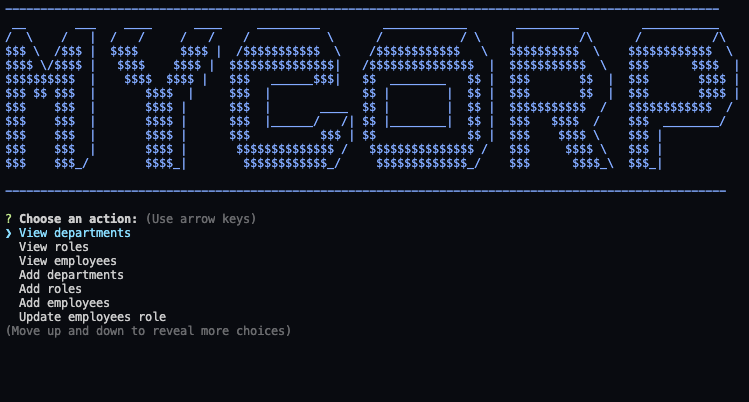 MYCORP
? Choose an action: (Use arrow keys)
❯ View departments
View roles
View employees
Add departments
Add roles
Add employees
Update employees role
(Move up and down to reveal more choices)